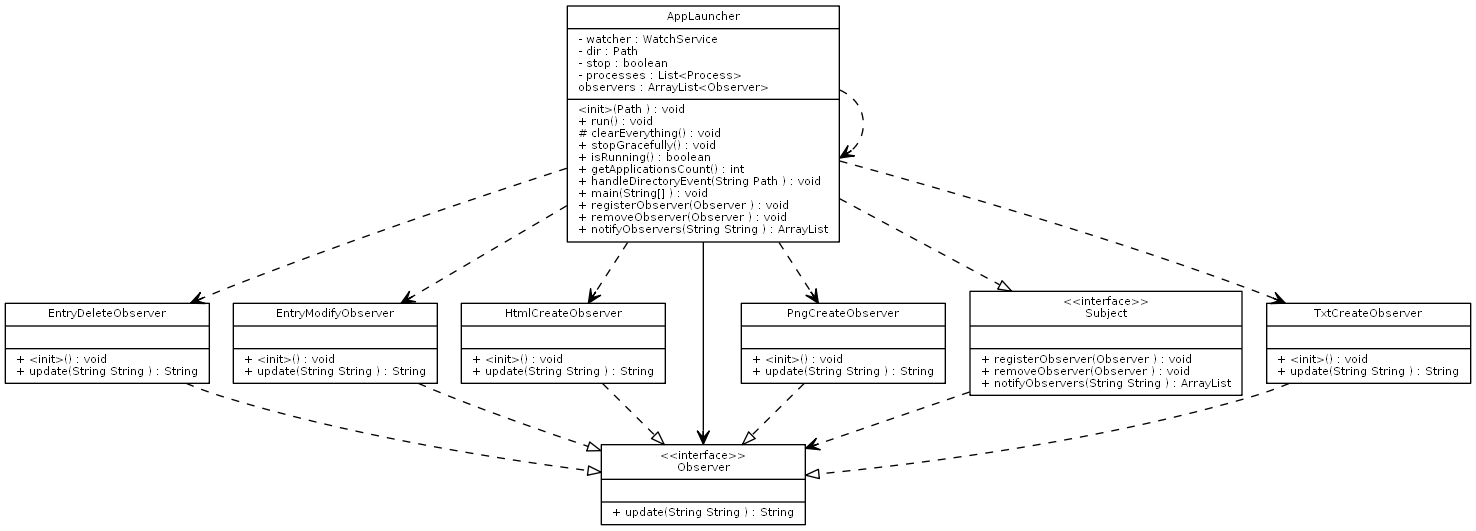 AppLauncher
- watcher : WatchService
- dir : Path
- stop : boolean
- processes : List<Process>
observers : ArrayList<Observer>
<init>(Path ) : void
+ run() : void
# clearEverything() : void
+ stopGracefully() : void
+ isRunning() : boolean
+ getApplicationsCount() : int
+ handleDirectoryEvent(String Path ) : void
+ main(String[] ) : void
+ registerObserver(Observer ) : void
+ removeObserver(Observer ) : void
+ notifyObservers(String String ) : ArrayList
EntryDeleteObserver
+ <init>() : void
+ update(String String ) : String
EntryModifyObserver
+ <init>() : void
+ update(String String ) : String
HtmlCreateObserver
+ <init>() : void
+ update(String String ) : String
PngCreateObserver
+ <init>() : void
+ update(String String ) : String
<<interface>>
Subject
+ registerObserver(Observer ) : void
+ removeObserver(Observer ) : void
+ notifyObservers(String String ) : ArrayList
TxtCreateObserver
+ <init>() : void
+ update(String String ) : String
<<interface>>
Observer
+ update(String String ) : String